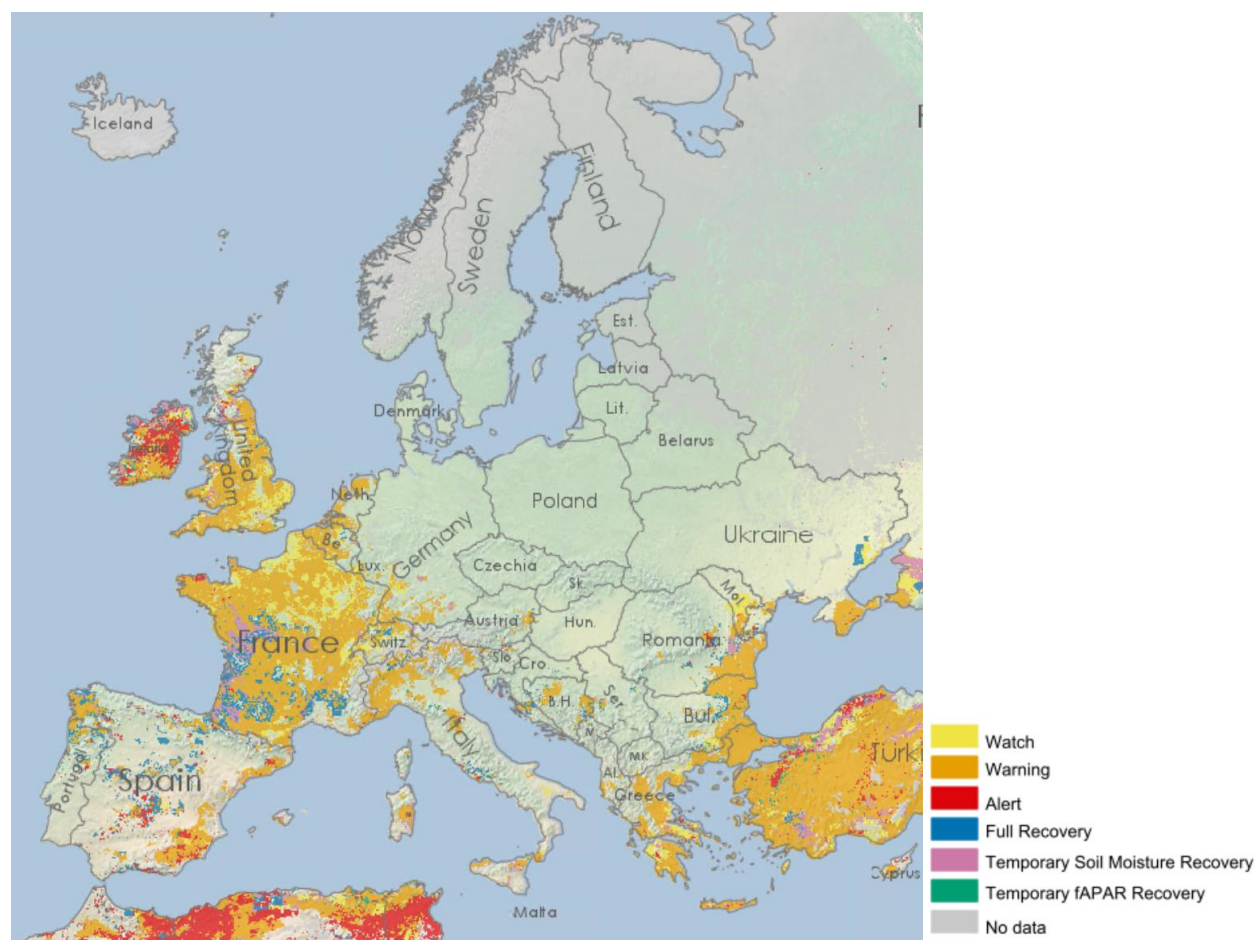 Iceland
Norway
Sweden
Finland
Est.
Latvia
Denmark
Lit.
Belarus
Ireland
United
Kingdom
Neth.
Poland
Ukraine
Be.
Germany
Lux.
Czechia
Sk.
Mol.
Austria
Hun.
France
Switz.
Romania
Slo.
Cro.
B.H.
Ser.
Bul.
Italy
N.
MK
Türki
Portugal
Spain
Al.
Greece
Cyprus
Malta
Watch
Warning
Alert
Full Recovery
Temporary Soil Moisture Recovery
Temporary fAPAR Recovery
No data